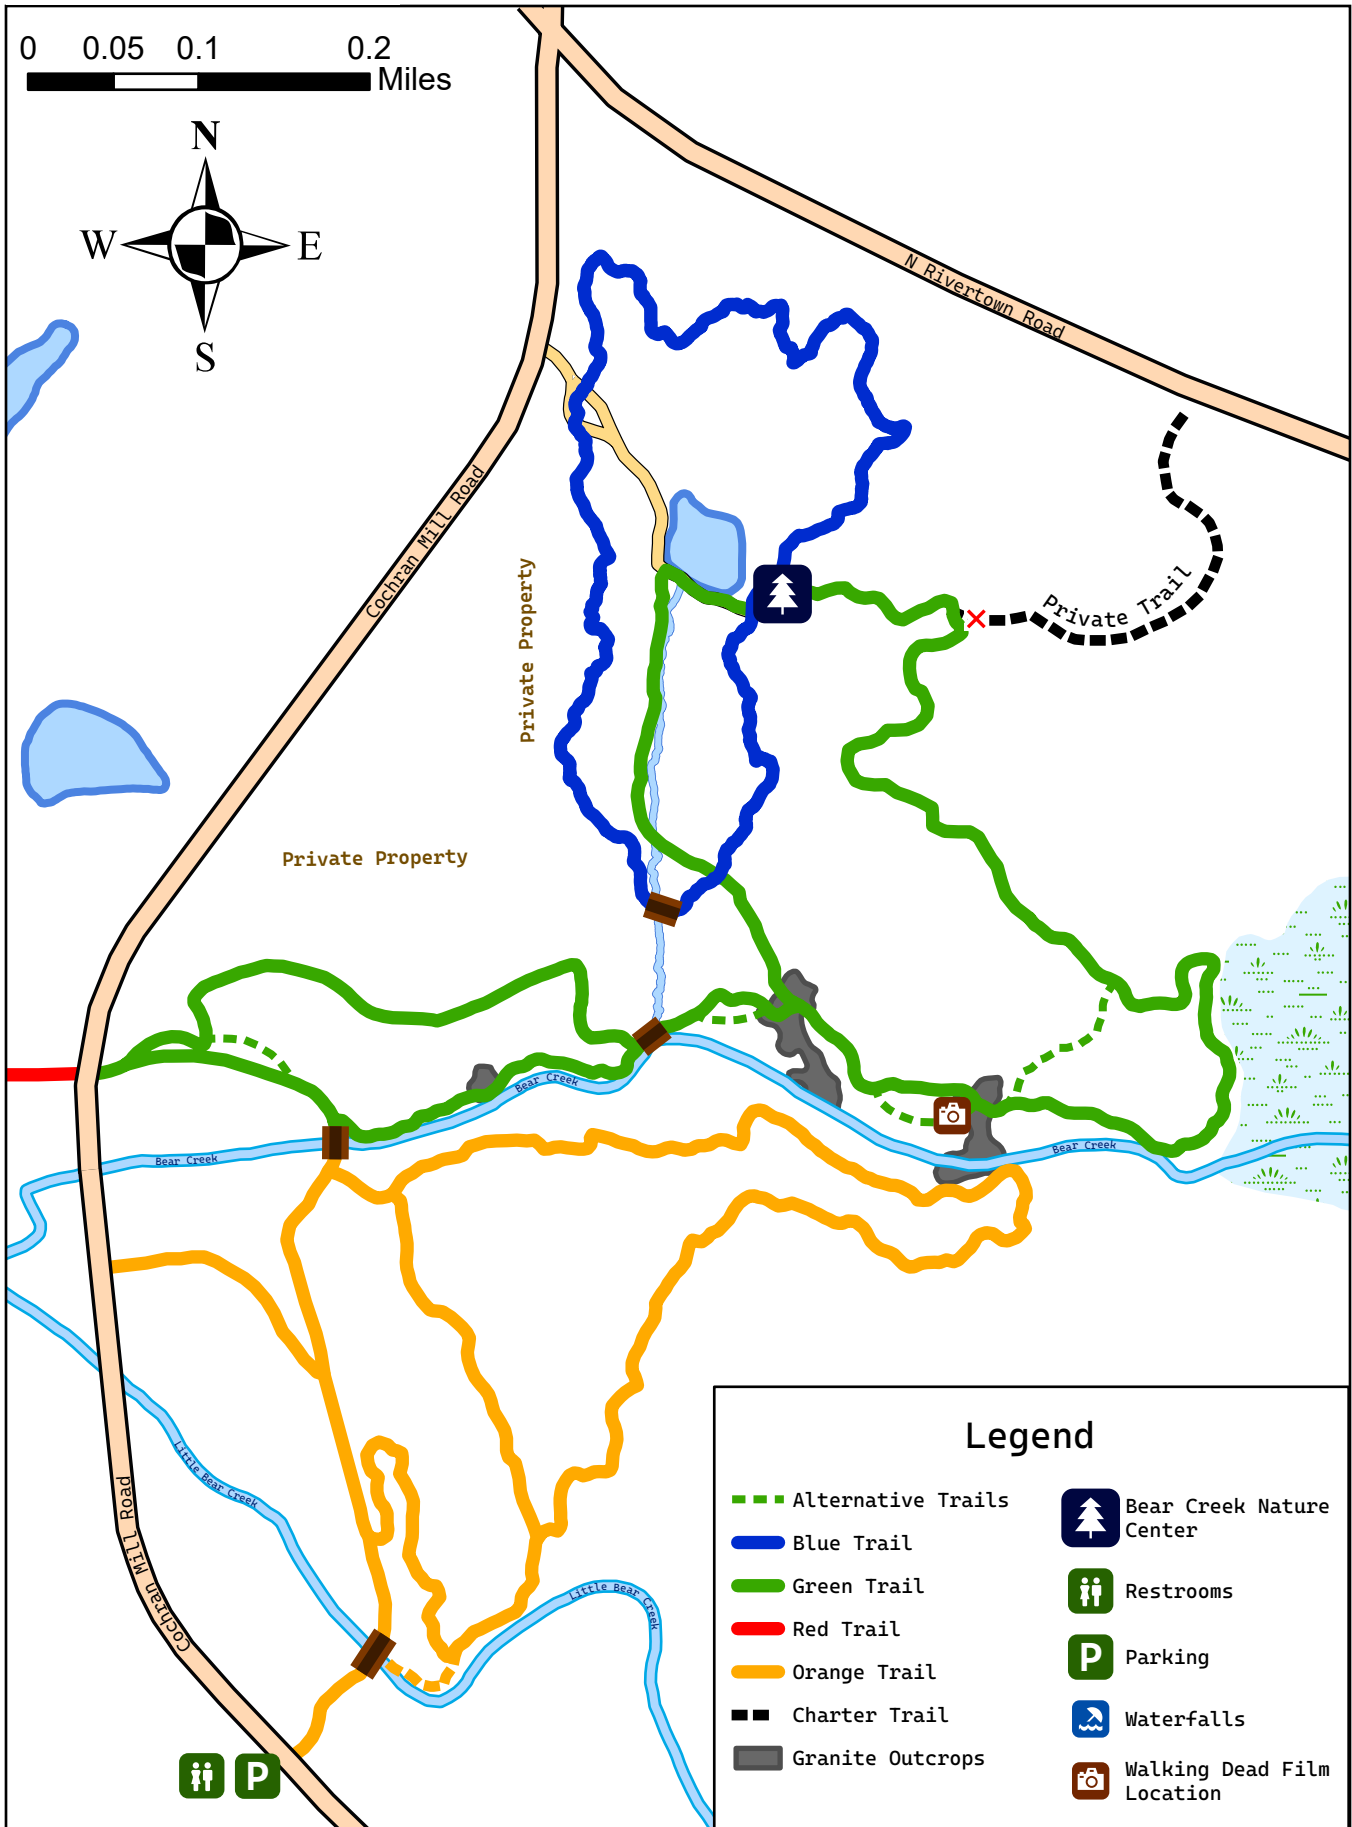 0 0.05 0.1 0.2
Miles
N
W E
S
N Rivertown Road
Cochran Mill Road
Private Property
Private Trail
Private Property
Bear Creek
Bear Creek
Bear Creek
Little Bear Creek
Little Bear Creek
Cochran Mill Road
P
Legend
Alternative Trails
Blue Trail
Green Trail
Red Trail
Orange Trail
Charter Trail
Granite Outcrops
Bear Creek Nature
Center
Restrooms
P
Parking
Waterfalls
Walking Dead Film
Location